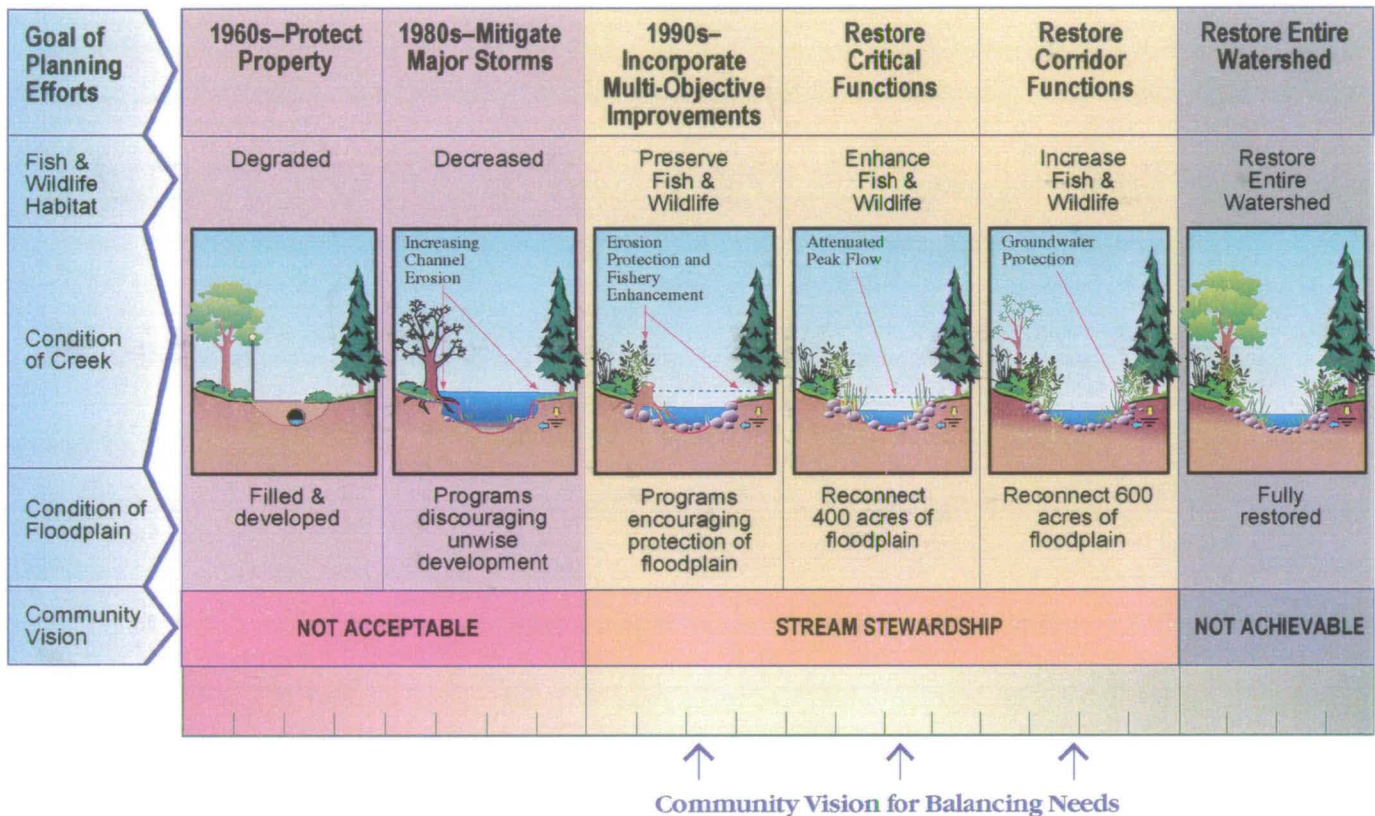 Goal of
Planning
Efforts
1960s–Protect
Property
1980s–Mitigate
Major Storms
1990s–
Incorporate
Multi-Objective
Improvements
Restore
Critical
Functions
Restore
Corridor
Functions
Restore Entire
Watershed
Fish &
Wildlife
Habitat
Degraded
Decreased
Preserve
Fish &
Wildlife
Enhance
Fish &
Wildlife
Increase
Fish &
Wildlife
Restore
Entire
Watershed
Condition
of Creek
Increasing
Channel
Erosion
Erosion
Protection and
Fishery
Enhancement
Attenuated
Peak Flow
Groundwater
Protection
Condition of
Floodplain
Filled &
developed
Programs
discouraging
unwise
development
Programs
encouraging
protection of
floodplain
Reconnect
400 acres of
floodplain
Reconnect 600
acres of
floodplain
Fully
restored
Community
Vision
NOT ACCEPTABLE
STREAM STEWARDSHIP
NOT ACHIEVABLE
Community Vision for Balancing Needs